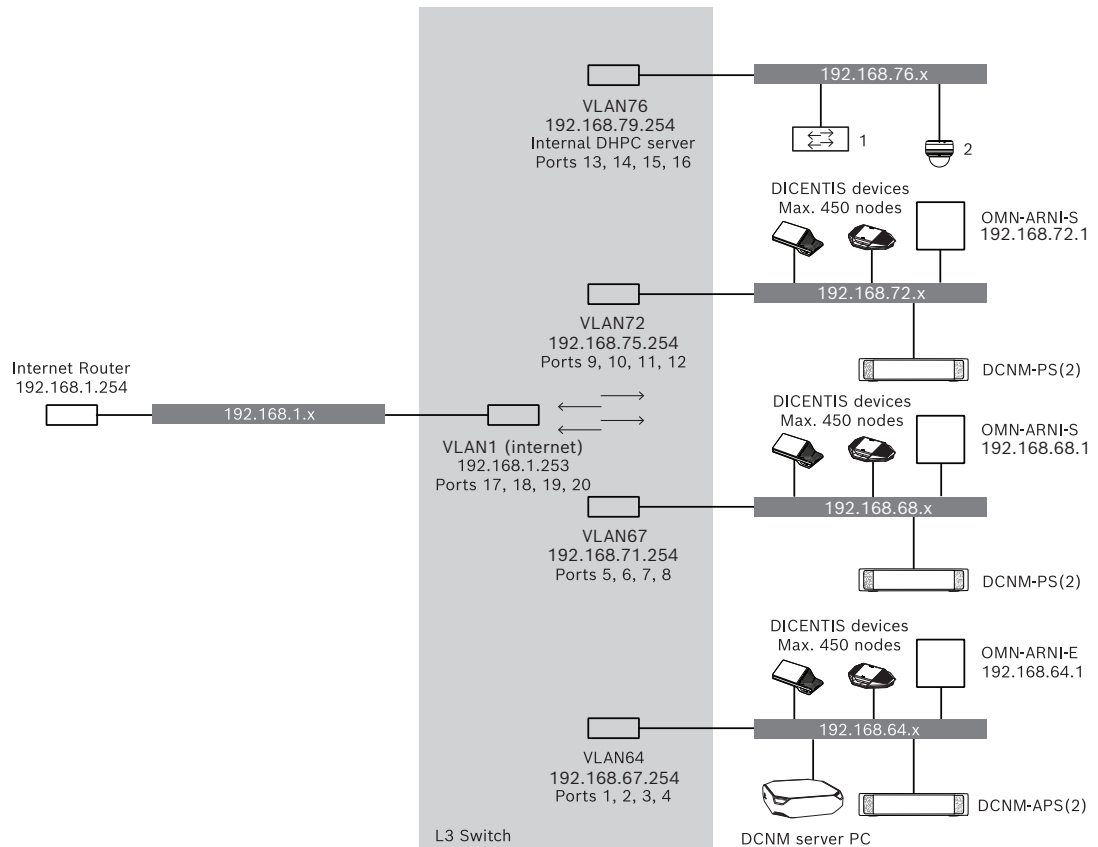 192.168.76.x
VLAN76
192.168.79.254
Internal DHPC server
Ports 13, 14, 15, 16
1
2
DICENTIS devices
Max. 450 nodes
OMN-ARNI-S
192.168.72.1
192.168.72.x
VLAN72
192.168.75.254
Ports 9, 10, 11, 12
DCNM-PS(2)
Internet Router
192.168.1.254
192.168.1.x
VLAN1 (internet)
192.168.1.253
Ports 17, 18, 19, 20
DICENTIS devices
Max. 450 nodes
OMN-ARNI-S
192.168.68.1
192.168.68.x
VLAN67
192.168.71.254
Ports 5, 6, 7, 8
DCNM-PS(2)
DICENTIS devices
Max. 450 nodes
OMN-ARNI-E
192.168.64.1
192.168.64.x
VLAN64
192.168.67.254
Ports 1, 2, 3, 4
DCNM-APS(2)
L3 Switch
DCNM server PC